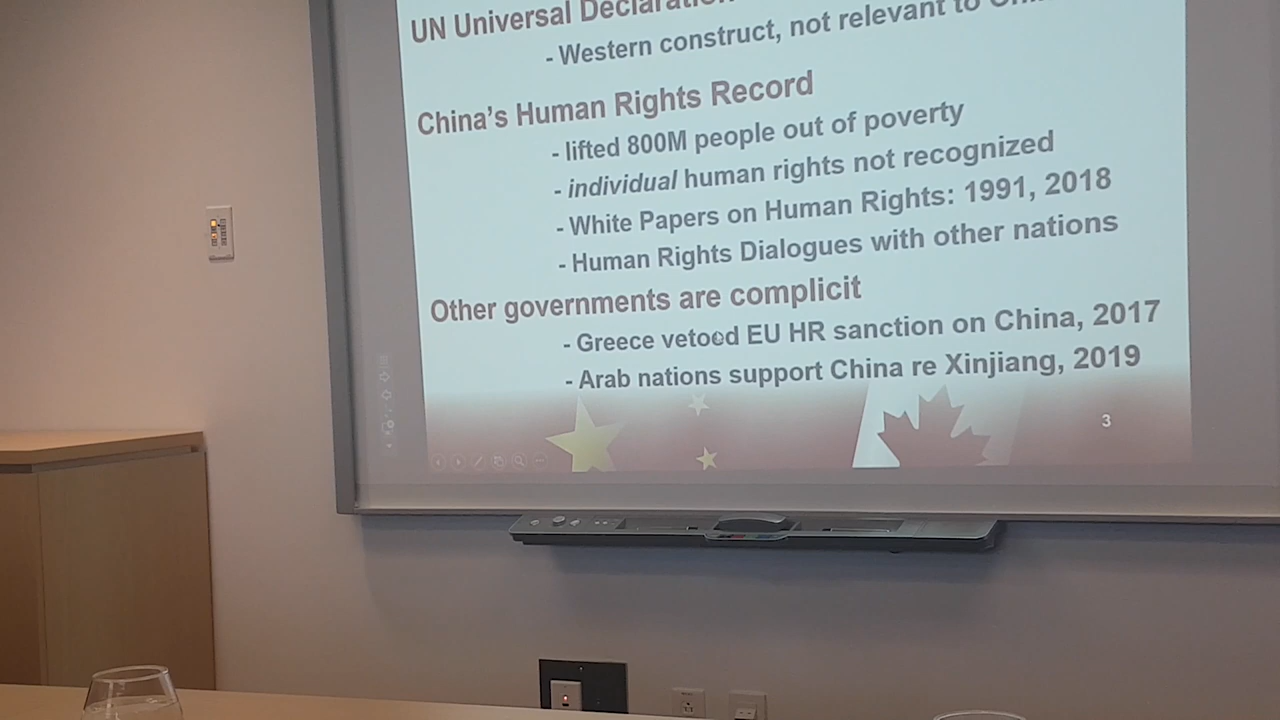 UN Universal Declaration
- Western construct, not relevant to
China's Human Rights Record
- lifted 800M people out of poverty
- individual human rights not recognized
- White Papers on Human Rights: 1991, 2018
- Human Rights Dialogues with other nations
Other governments are complicit
- Greece vetoed EU HR sanction on China, 2017
- Arab nations support China re Xinjiang, 2019
3